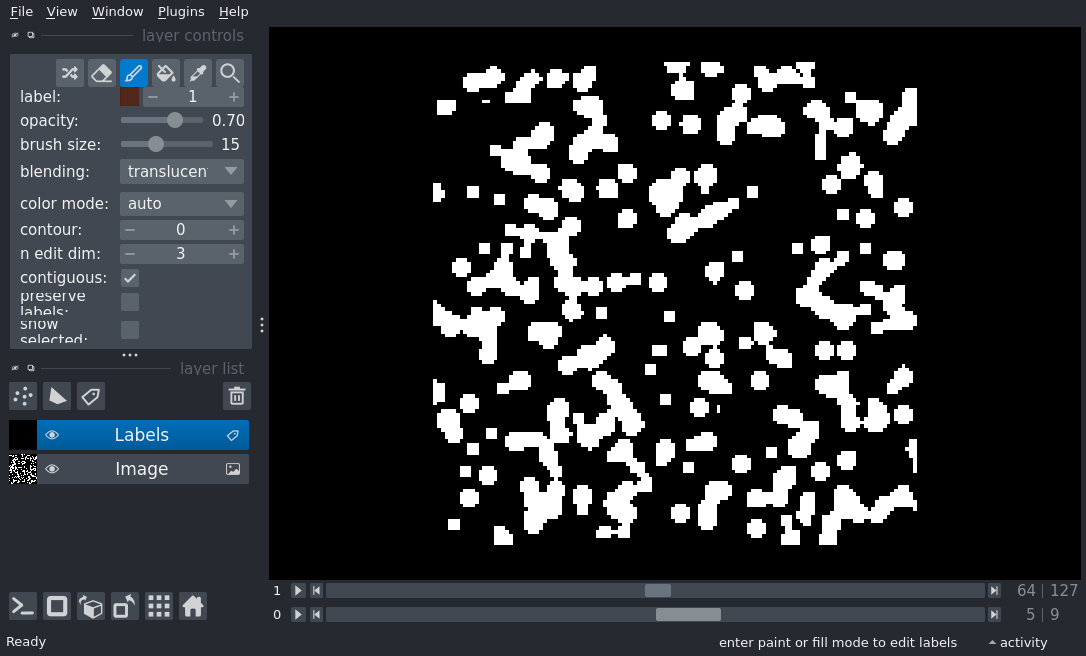 File View Window Plugins Help
layer controls
label: 1
opacity: 0.70
brush size: 15
blending: translucen
color mode: auto
contour: 0
n edit dim: 3
contiguous:
preserve
labels:
show
selected:
layer list
Labels
Image
1 64 127
0 5 9
Ready enter paint or fill mode to edit labels activity